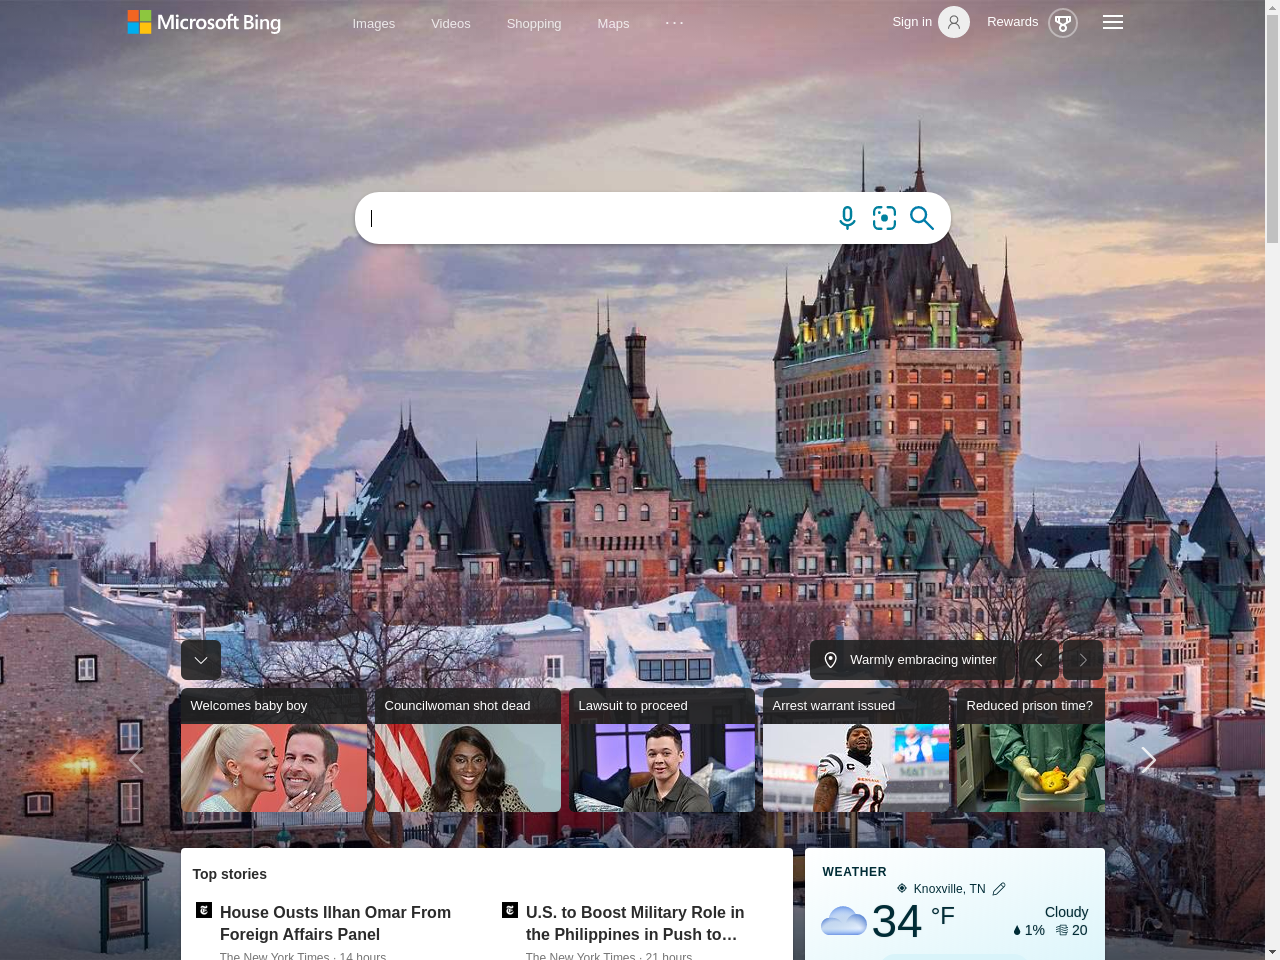 Microsoft Bing
Images Videos Shopping Maps ···
Sign in Rewards
Warmly embracing winter
Welcomes baby boy
Councilwoman shot dead
Lawsuit to proceed
Arrest warrant issued
Reduced prison time?
Top stories
House Ousts Ilhan Omar From
Foreign Affairs Panel
The New York Times · 14 hours
U.S. to Boost Military Role in
the Philippines in Push to…
The New York Times · 21 hours
WEATHER
Knoxville, TN
34 °F
Cloudy
1% 20